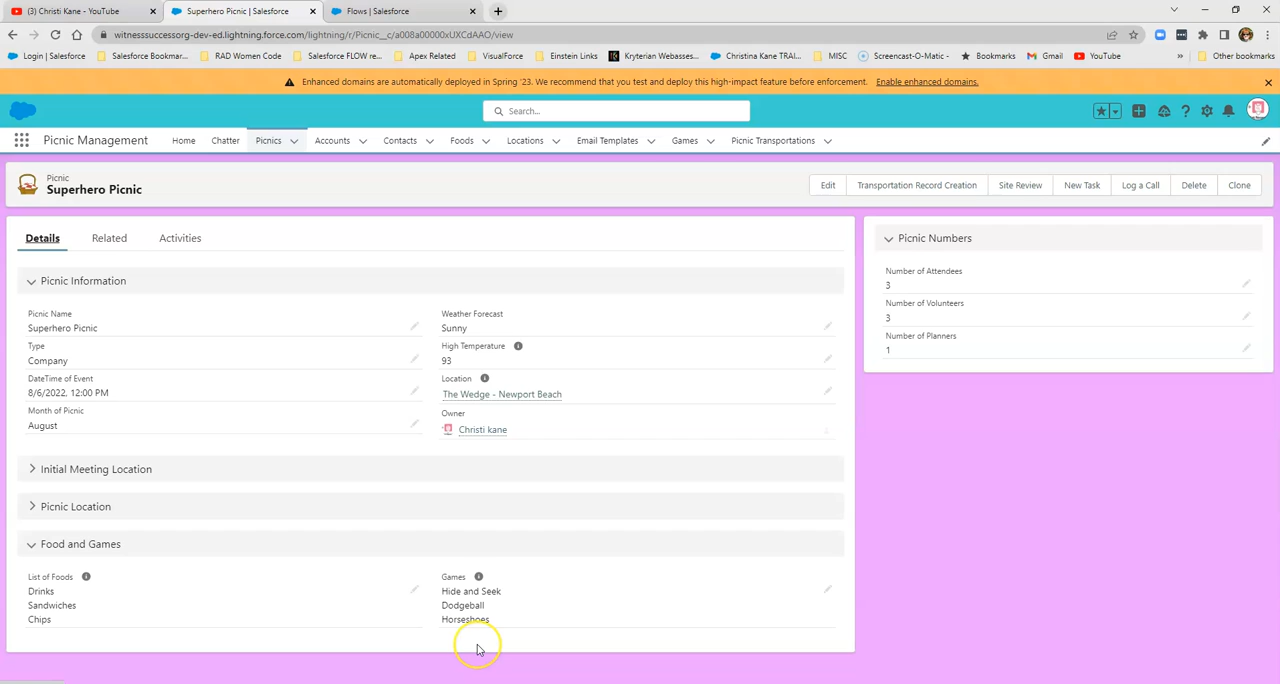 (3) Christi Kane - YouTube
Superhero Picnic | Salesforce
Flows | Salesforce
witnesssuccessorg-dev-ed.lightning.force.com/lightning/r/Picnic__c/a008a00000xUXCdAAO/view
Login | Salesforce
Salesforce Bookmar...
RAD Women Code
Salesforce FLOW re...
Apex Related
VisualForce
Einstein Links
Kryterian Webasses...
Christina Kane TRAI...
MISC
Screencast-O-Matic -
Bookmarks
Gmail
YouTube
Other bookmarks
Enhanced domains are automatically deployed in Spring '23. We recommend that you test and deploy this high-impact feature before enforcement. Enable enhanced domains.
Search...
Picnic Management
Home
Chatter
Picnics
Accounts
Contacts
Foods
Locations
Email Templates
Games
Picnic Transportations
Picnic
Superhero Picnic
Edit
Transportation Record Creation
Site Review
New Task
Log a Call
Delete
Clone
Details
Related
Activities
Picnic Information
Picnic Name
Superhero Picnic
Type
Company
DateTime of Event
8/6/2022, 12:00 PM
Month of Picnic
August
Weather Forecast
Sunny
High Temperature
93
Location
The Wedge - Newport Beach
Owner
Christi kane
Initial Meeting Location
Picnic Location
Food and Games
List of Foods
Drinks
Sandwiches
Chips
Games
Hide and Seek
Dodgeball
Horseshoes
Picnic Numbers
Number of Attendees
3
Number of Volunteers
3
Number of Planners
1